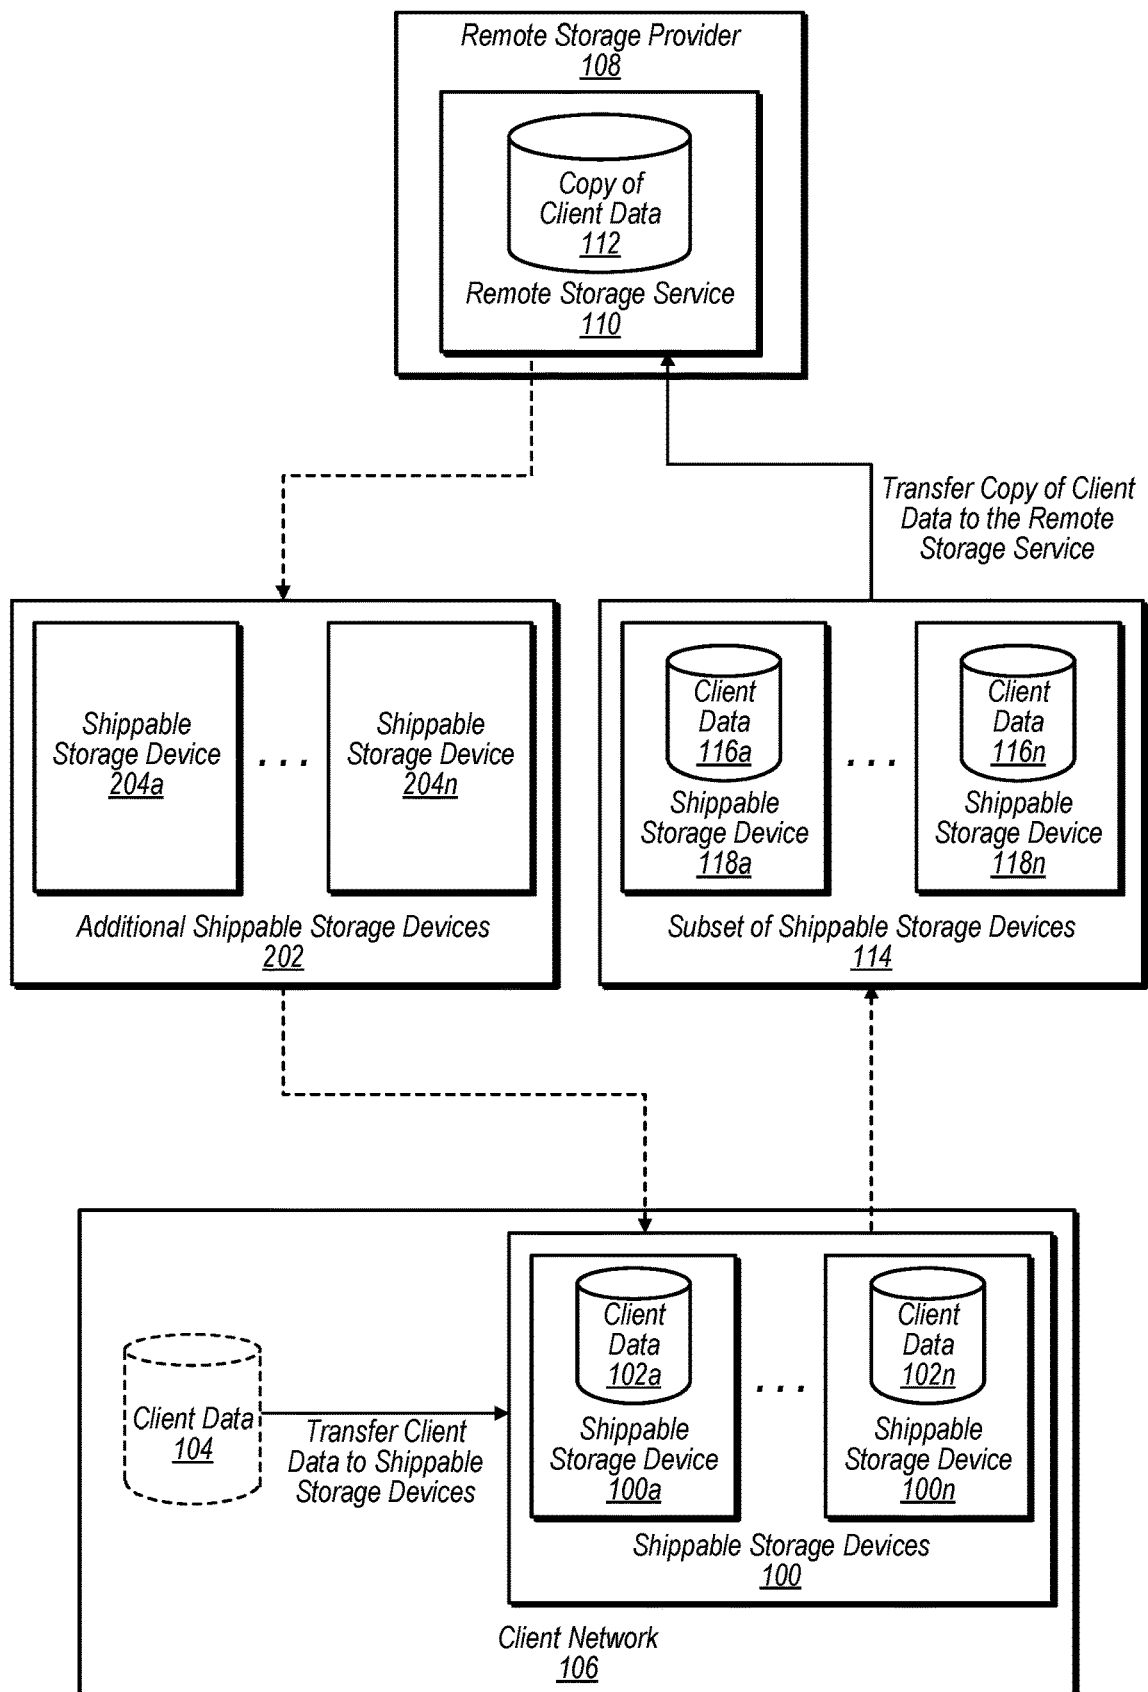 Remote Storage Provider
108
Copy of
Client Data
112
Remote Storage Service
110
Transfer Copy of Client
Data to the Remote
Storage Service
Shippable
Storage Device
204a
. . .
Shippable
Storage Device
204n
Additional Shippable Storage Devices
202
Client
Data
116a
Shippable
Storage Device
118a
. . .
Client
Data
116n
Shippable
Storage Device
118n
Subset of Shippable Storage Devices
114
Client Data
104
Transfer Client
Data to Shippable
Storage Devices
Client
Data
102a
Shippable
Storage Device
100a
. . .
Client
Data
102n
Shippable
Storage Device
100n
Shippable Storage Devices
100
Client Network
106